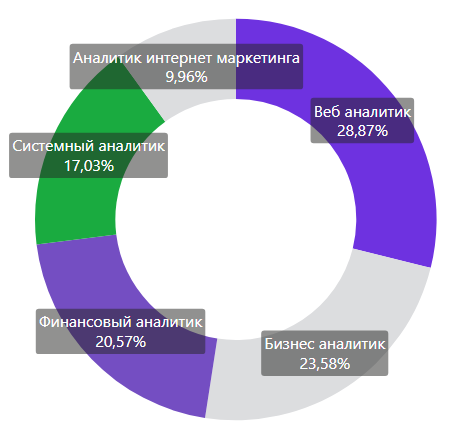 Аналитик интернет маркетинга
9,96%
Веб аналитик
28,87%
Системный аналитик
17,03%
Финансовый аналитик
20,57%
Бизнес аналитик
23,58%